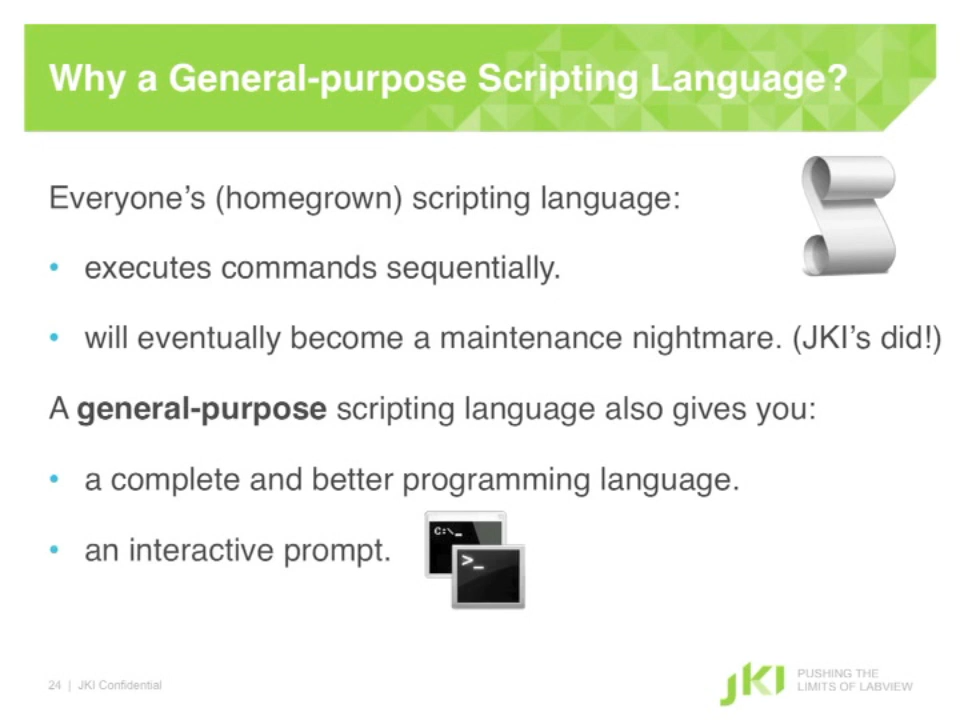 Why a General-purpose Scripting Language?
Everyone’s (homegrown) scripting language:
• executes commands sequentially.
• will eventually become a maintenance nightmare. (JKI’s did!)
A general-purpose scripting language also gives you:
• a complete and better programming language.
• an interactive prompt.
C:\_
>_
24 | JKI Confidential
JKI
PUSHING THE
LIMITS OF LABVIEW